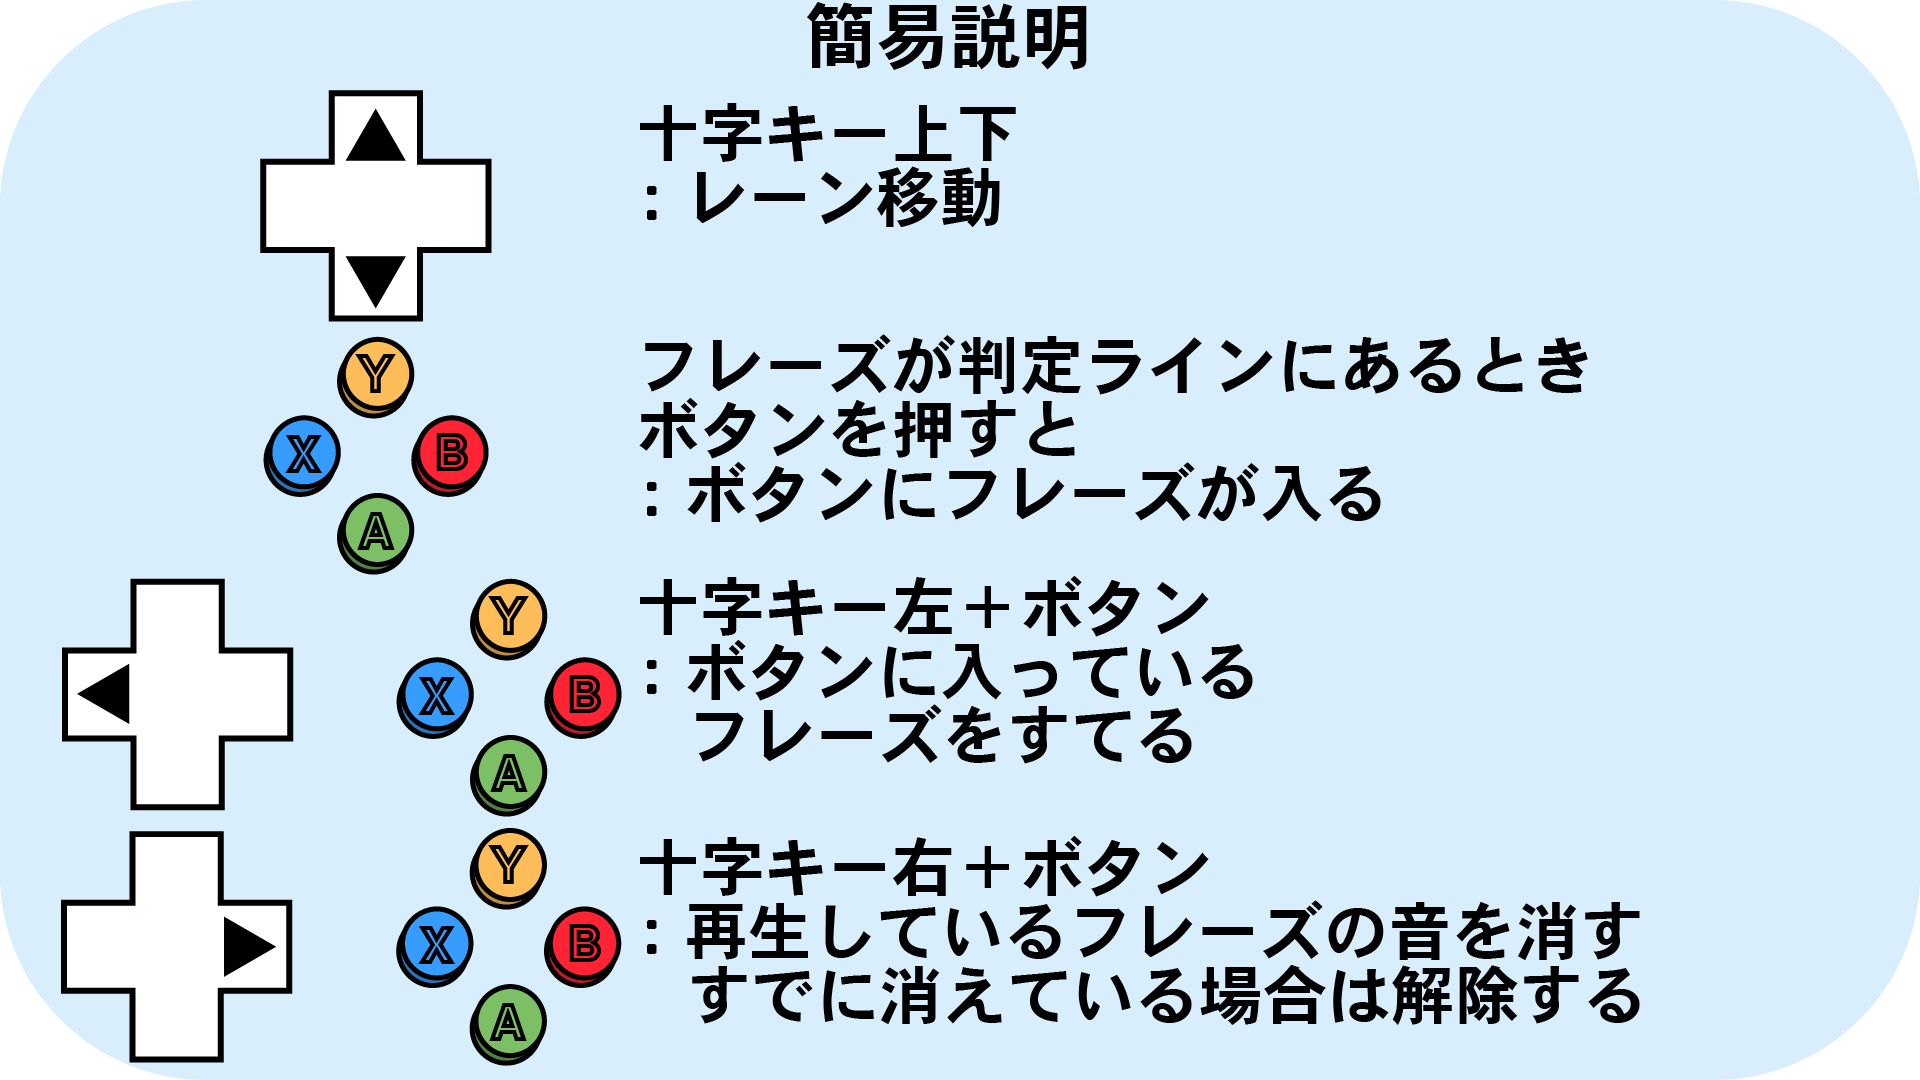 簡易説明
十字キー上下
：レーン移動
Y
X
B
A
フレーズが判定ラインにあるとき
ボタンを押すと
：ボタンにフレーズが入る
Y
X
B
A
十字キー左＋ボタン
：ボタンに入っている
フレーズをすてる
Y
X
B
A
十字キー右＋ボタン
：再生しているフレーズの音を消す
すでに消えている場合は解除する